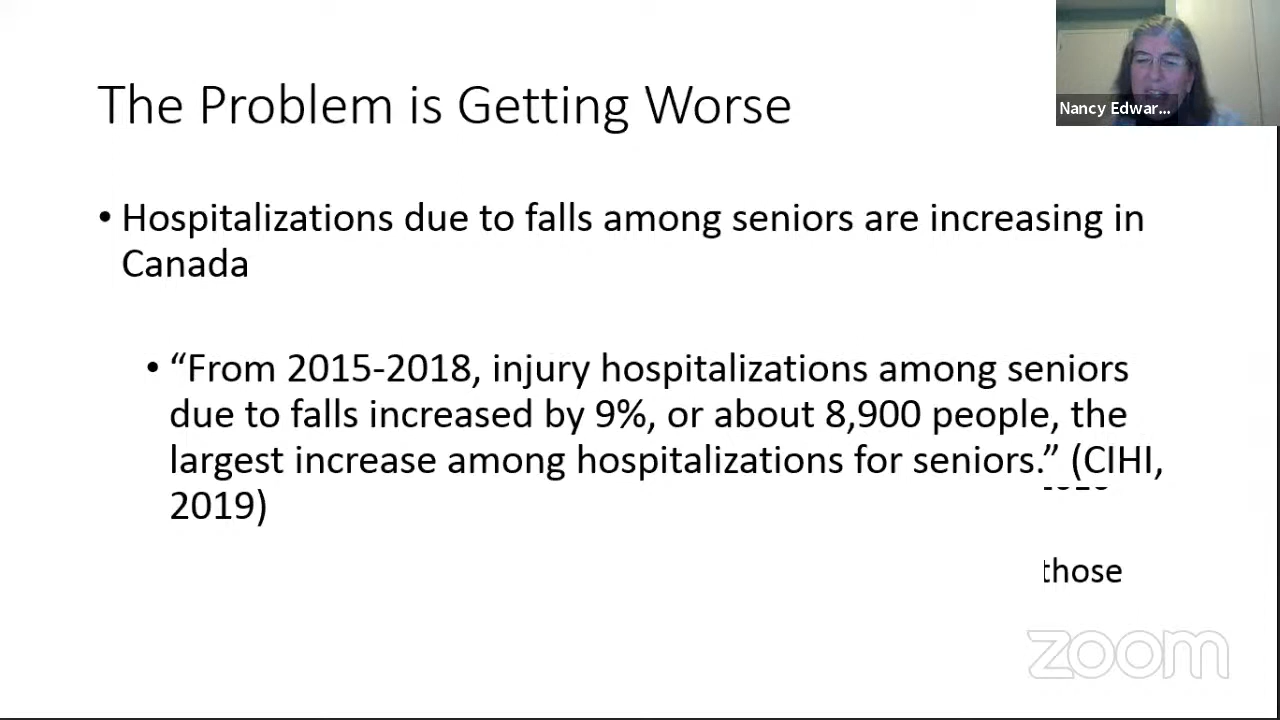 The Problem is Getting Worse
Nancy Edwar...
• Hospitalizations due to falls among seniors are increasing in
Canada
• “From 2015-2018, injury hospitalizations among seniors
due to falls increased by 9%, or about 8,900 people, the
largest increase among hospitalizations for seniors.” (CIHI,
2019)
those
zoom